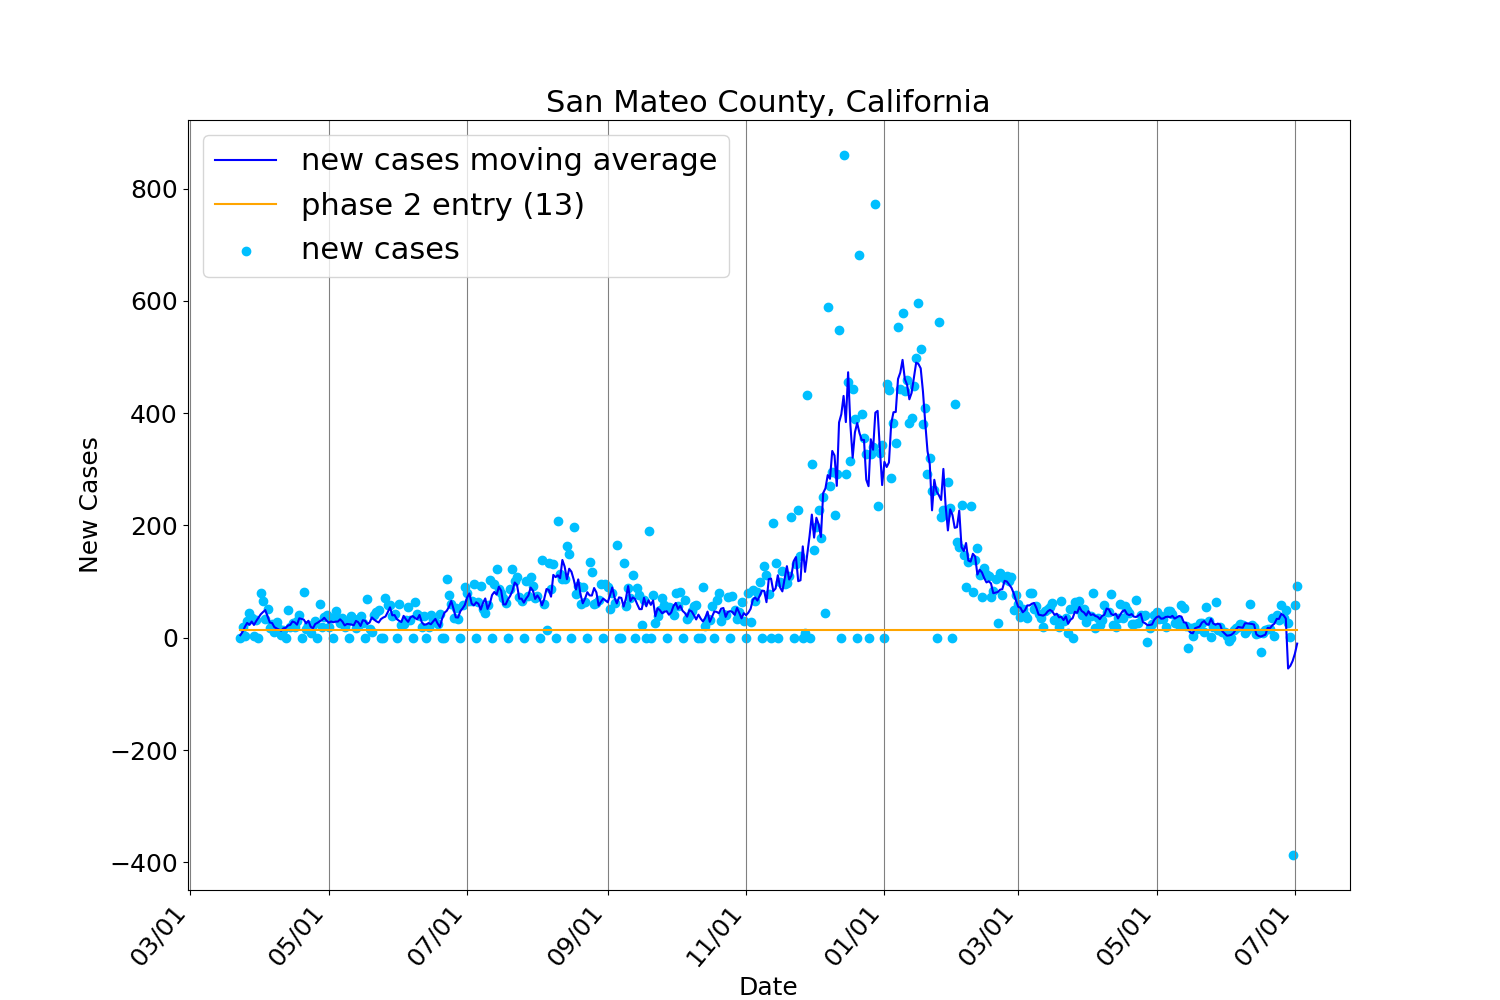 San Mateo County, California
new cases moving average
phase 2 entry (13)
new cases
800
600
400
200
0
−200
−400
New Cases
03/01
05/01
07/01
09/01
11/01
01/01
03/01
05/01
07/01
Date